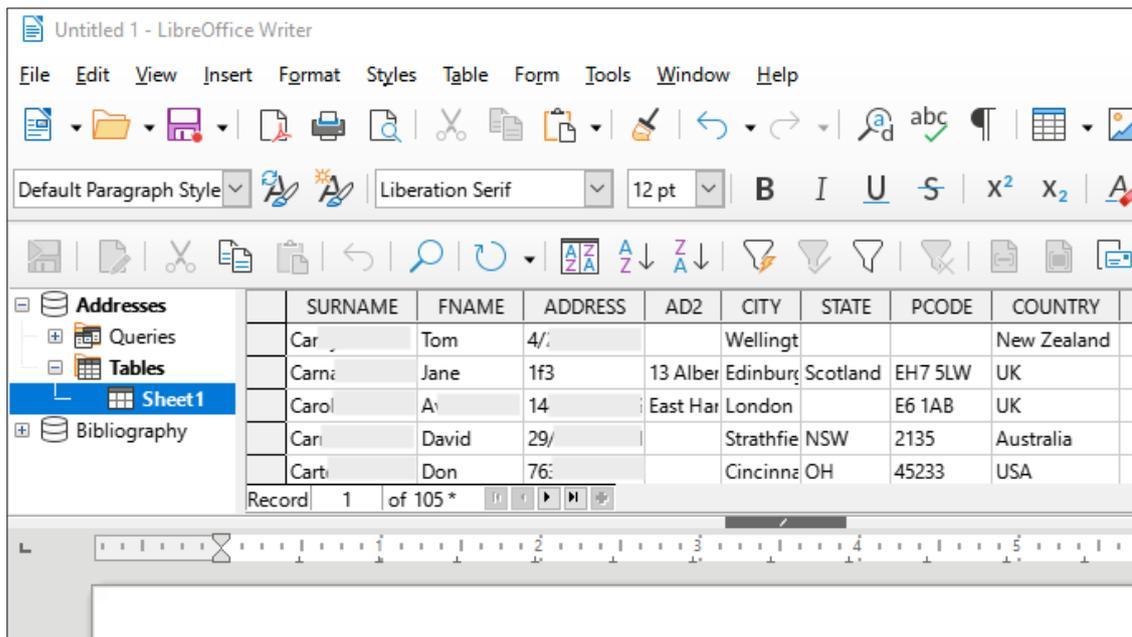 Untitled 1 - LibreOffice Writer
File Edit View Insert Format Styles Table Form Tools Window Help
Default Paragraph Style Liberation Serif 12 pt B I U S X² X₂ A
Addresses
Queries
Tables
Sheet1
Bibliography
SURNAME FNAME ADDRESS AD2 CITY STATE PCODE COUNTRY
Car Tom 4/ Wellingt New Zealand
Carna Jane 1f3 13 Alber Edinburg Scotland EH7 5LW UK
Carol 14 East Har London E6 1AB UK
Car David 29/ Strathfie NSW 2135 Australia
Cart Don 76 Cincinna OH 45233 USA
Record 1 of 105 *
1 2 3 4 5